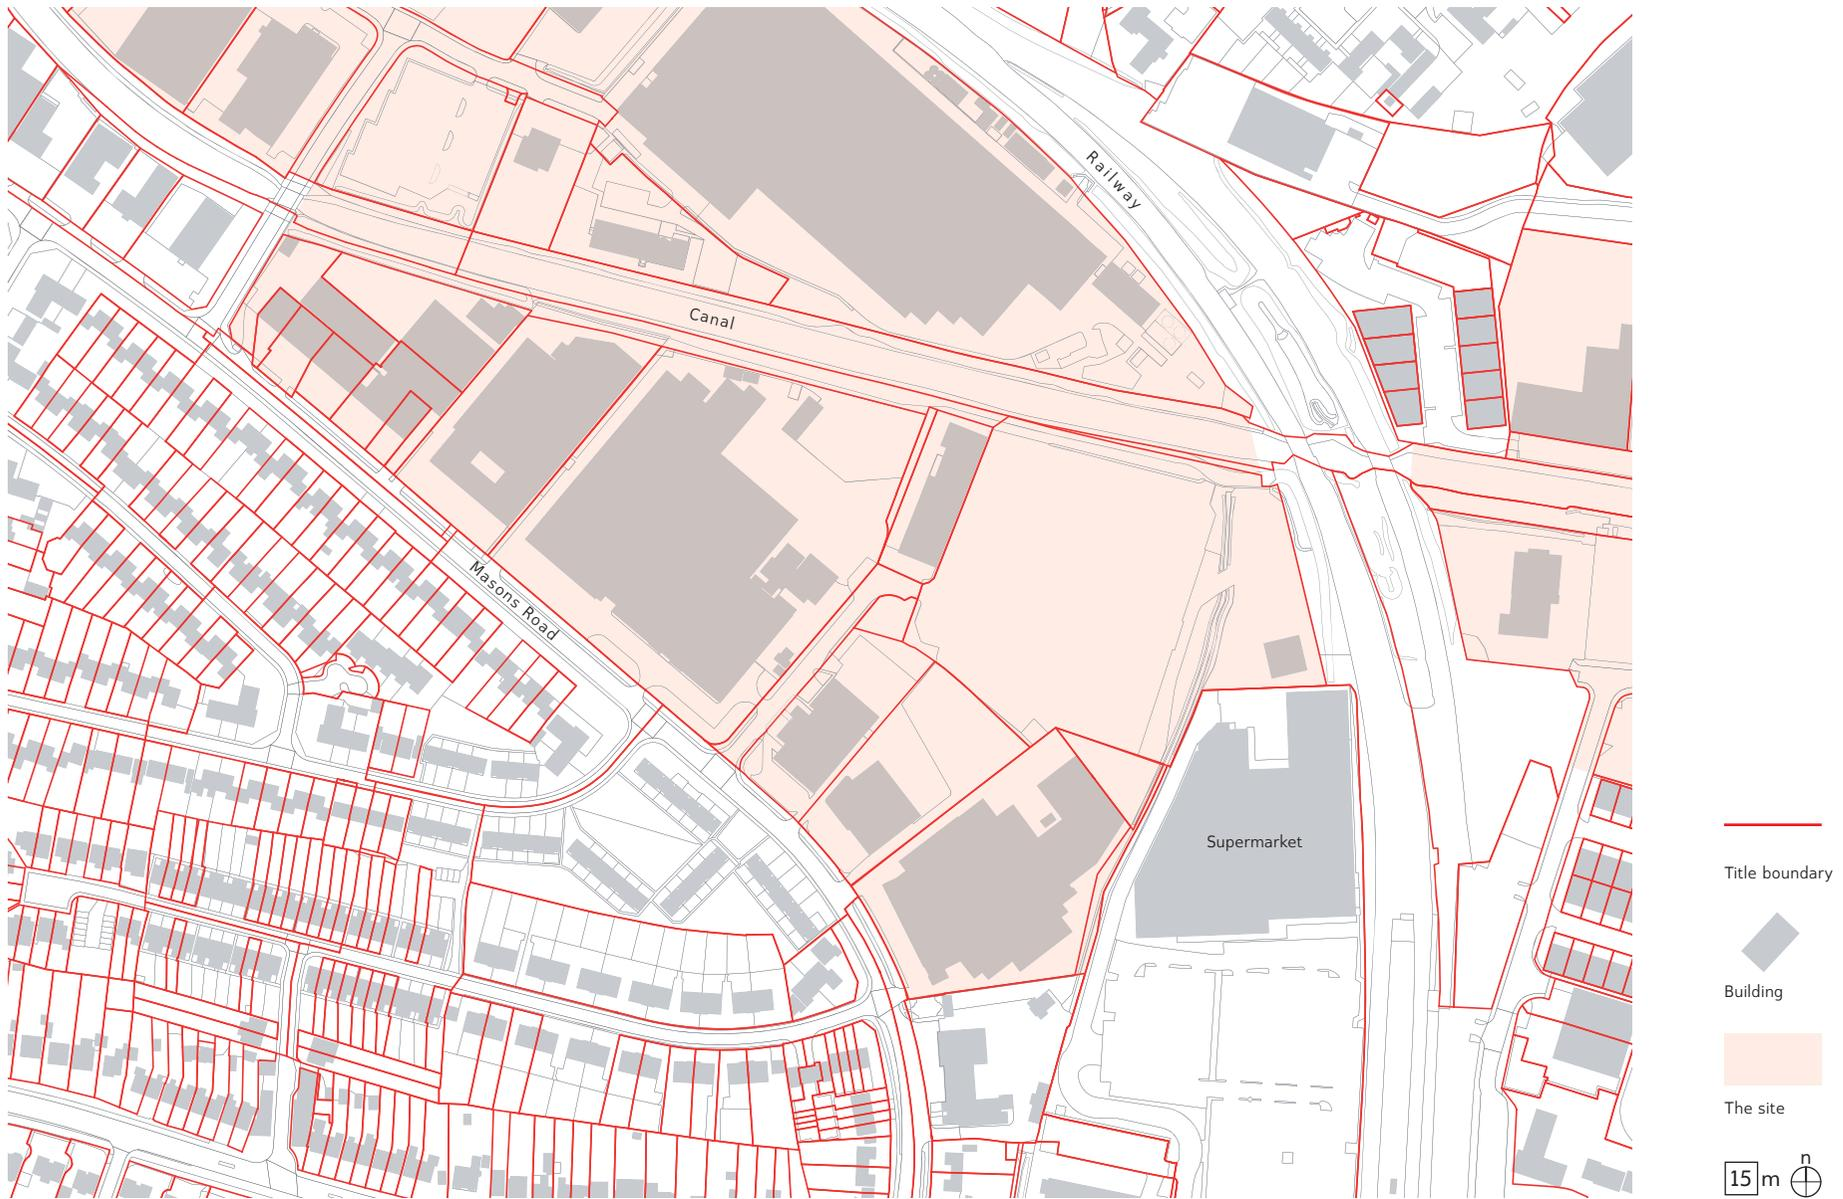 Railway
Canal
Masons Road
Supermarket
Title boundary
Building
The site
15 m
n